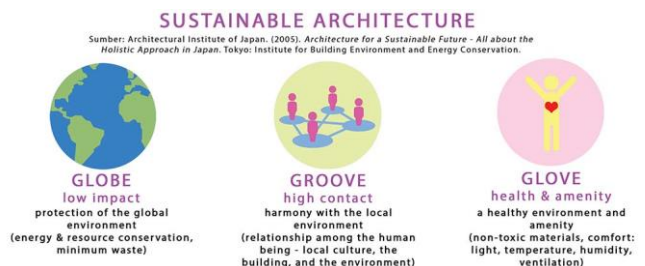 SUSTAINABLE ARCHITECTURE
Sumber: Architectural Institute of Japan. (2005). Architecture for a Sustainable Future - All about the
Holistic Approach in Japan. Tokyo: Institute for Building Environment and Energy Conservation.
GLOBE
low impact
protection of the global
environment
(energy & resource conservation,
minimum waste)
GROOVE
high contact
harmony with the local
environment
(relationship among the human
being - local culture, the
building, and the environment)
GLOVE
health & amenity
a healthy environment and
amenity
(non-toxic materials, comfort:
light, temperature, humidity,
ventilation)